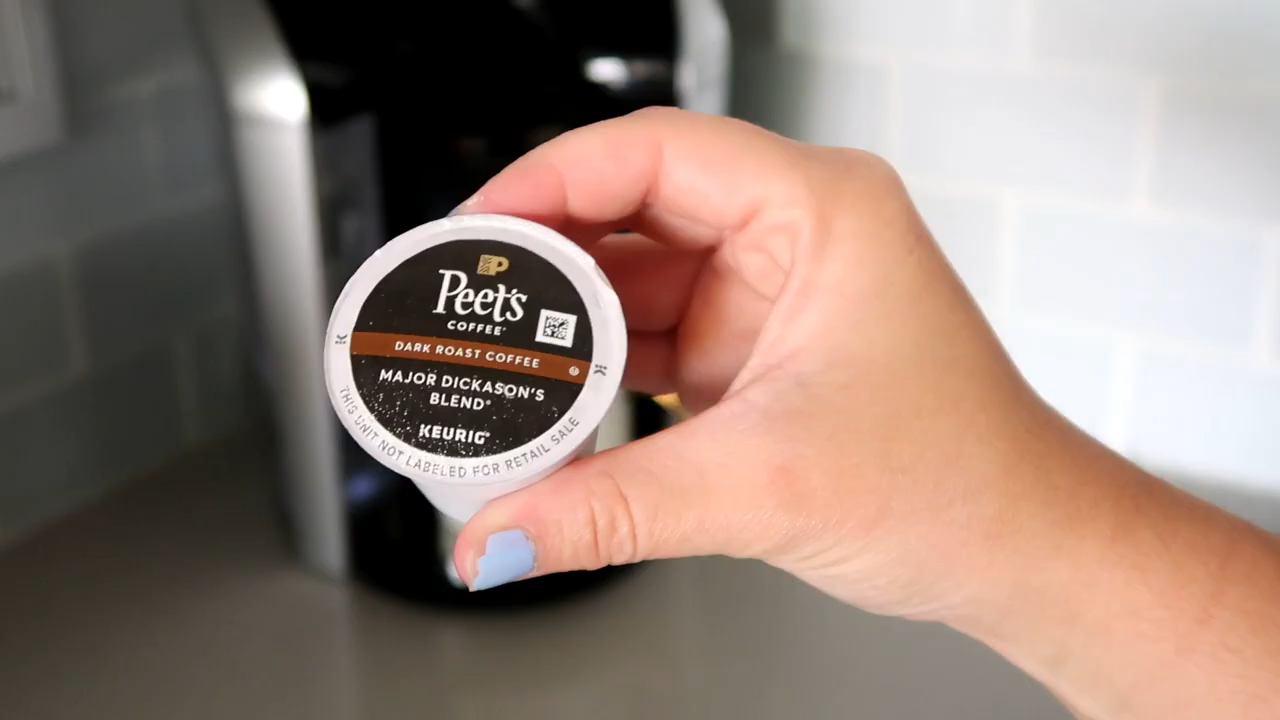 Peet's
COFFEE®
DARK ROAST COFFEE
MAJOR DICKASON'S
BLEND®
KEURIG®
THIS UNIT NOT LABELED FOR RETAIL SALE